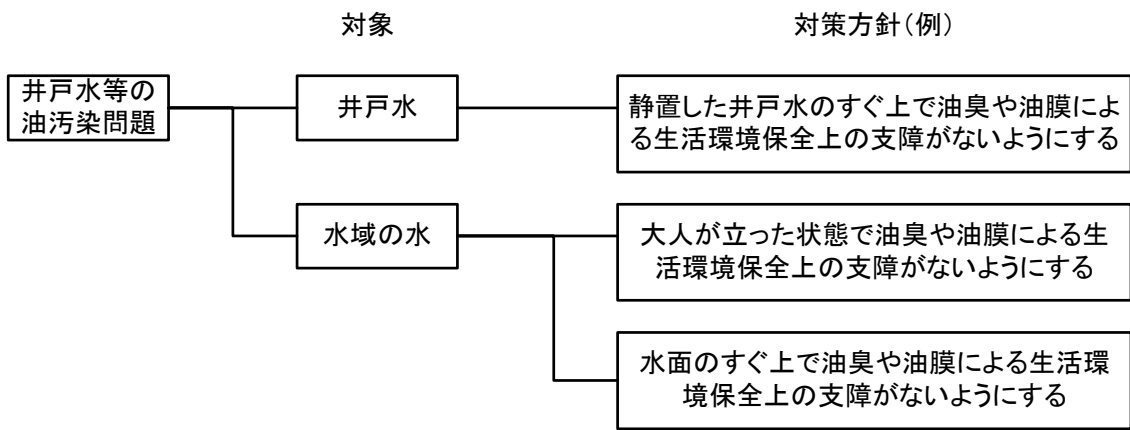 対象
対策方針（例）
井戸水等の
油汚染問題
井戸水
静置した井戸水のすぐ上で油臭や油膜によ
る生活環境保全上の支障がないようにする
水域の水
大人が立った状態で油臭や油膜による生
活環境保全上の支障がないようにする
水面のすぐ上で油臭や油膜による生活環
境保全上の支障がないようにする